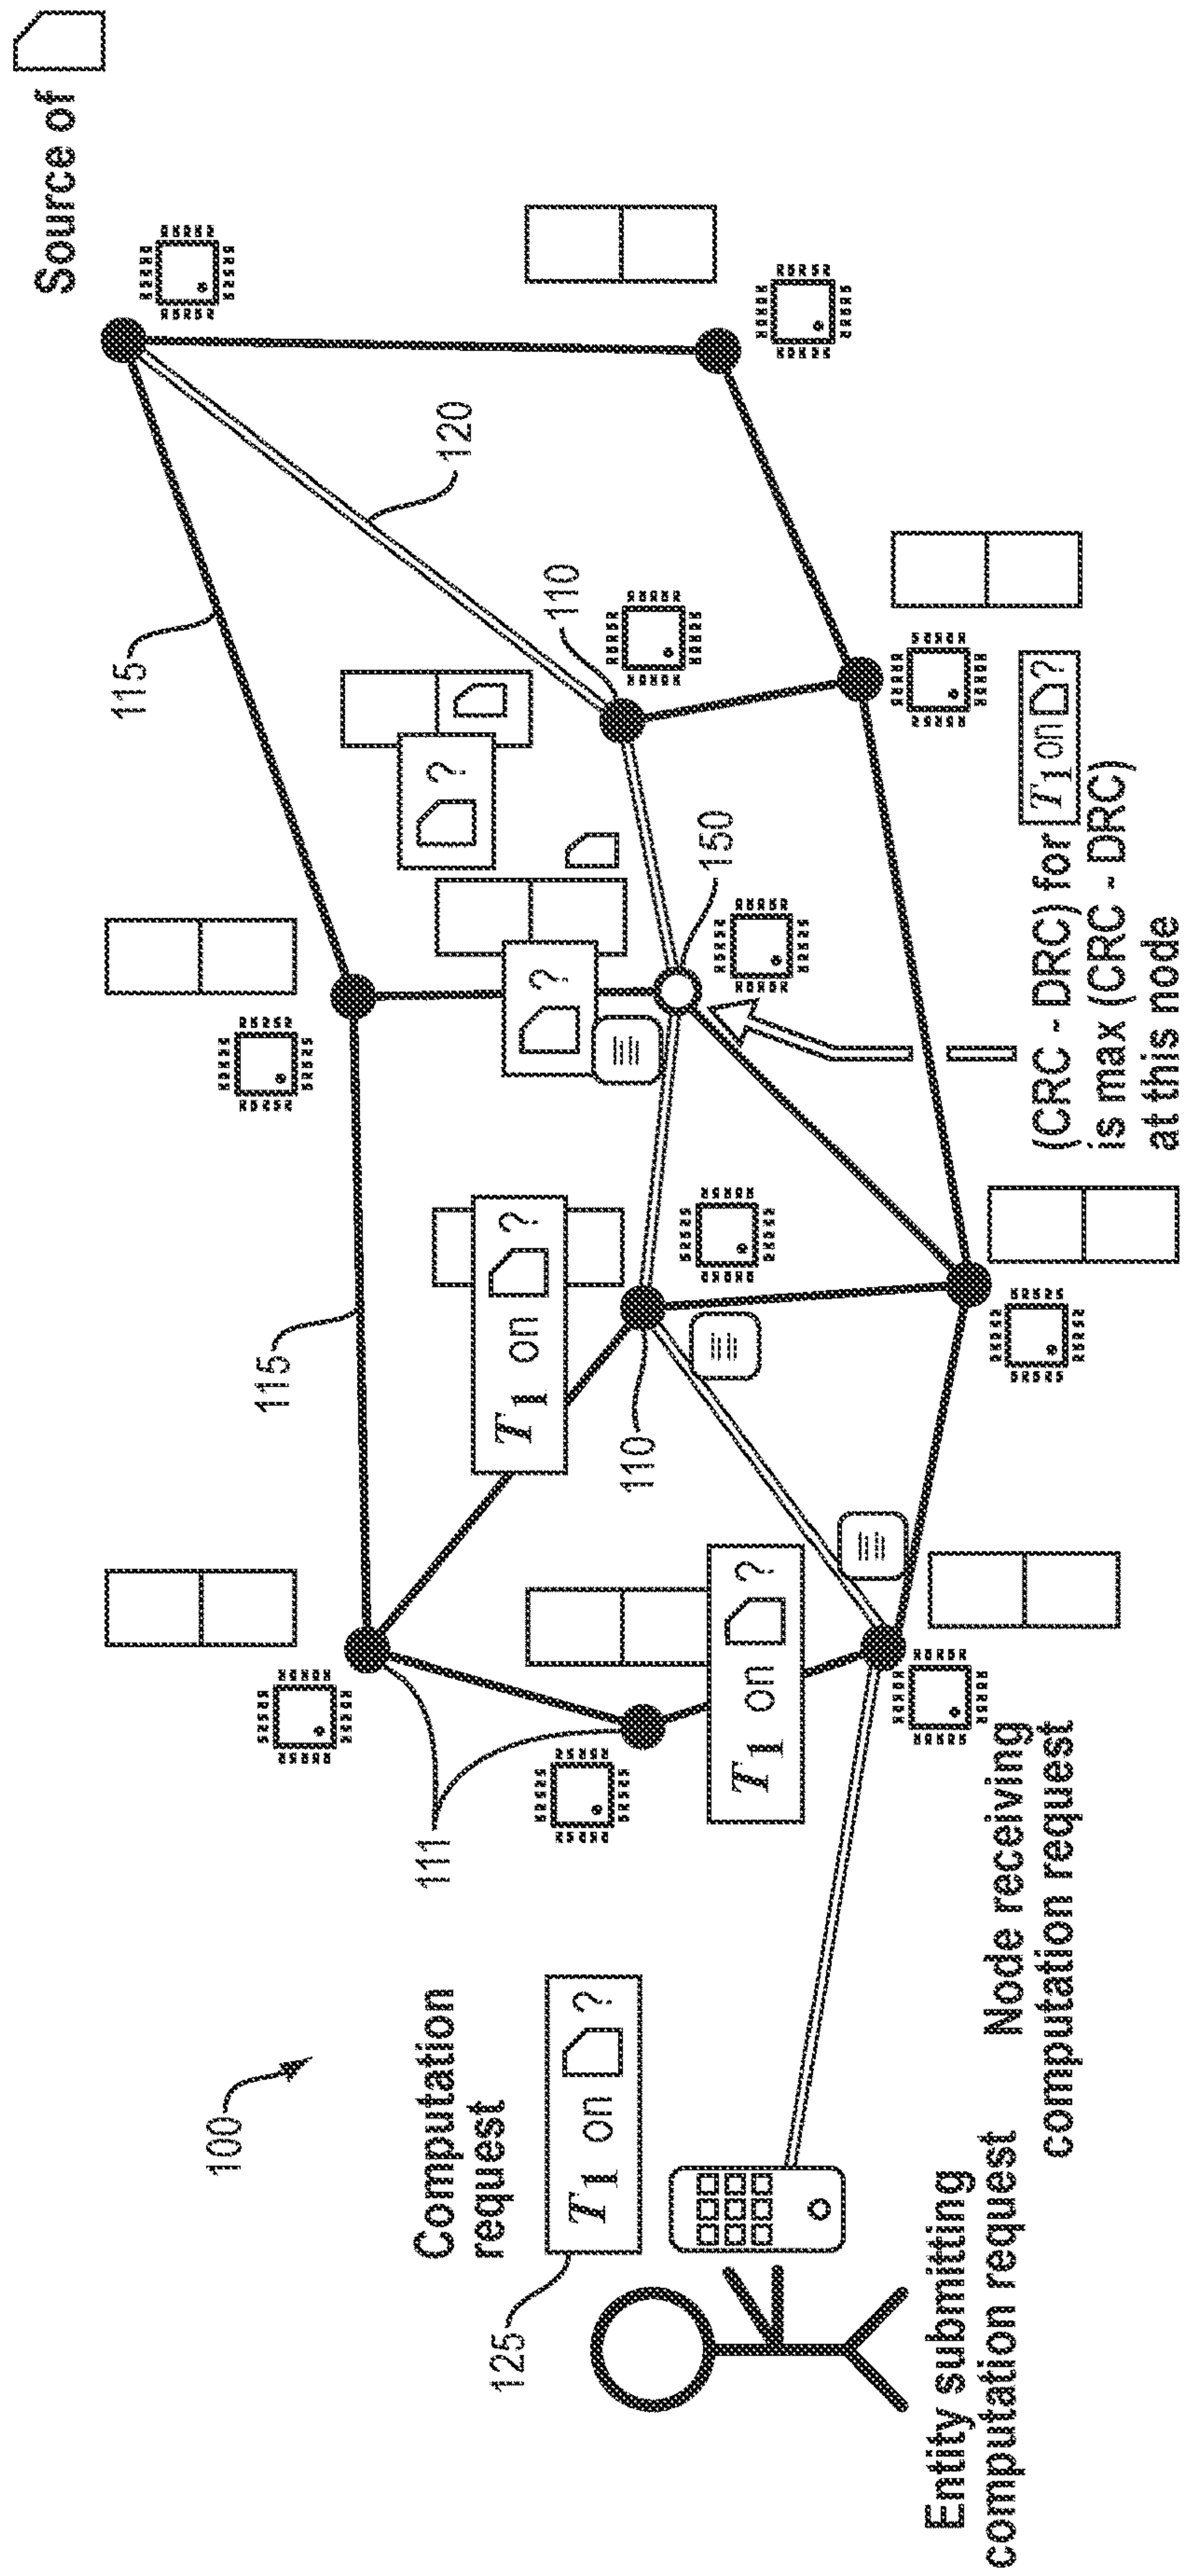 100
Computation
request
125
T1 on ?
Entity submitting
computation request
Node receiving
computation request
111
T1 on ?
115
110
T1 on ?
?
150
?
110
115
120
Source of
(CRC - DRC) for T1 on ?
is max (CRC - DRC)
at this node